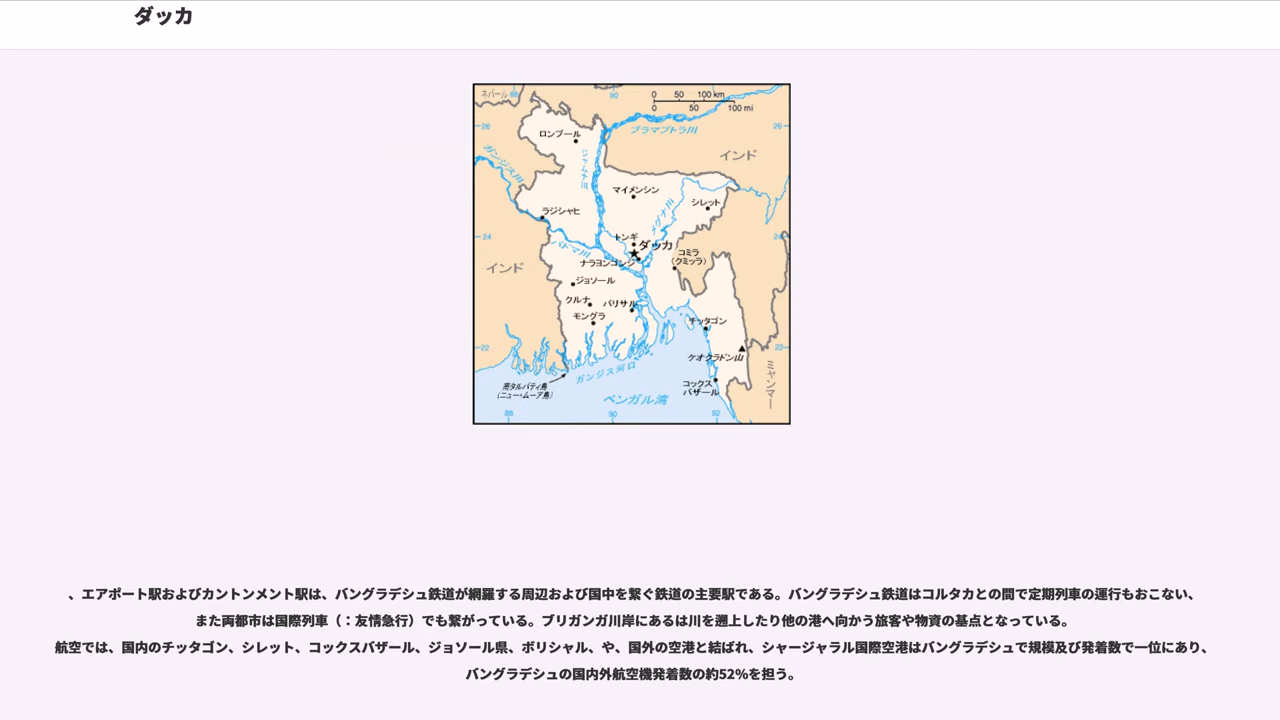 ダッカ
ネパール
88
90
0 50 100 km
0 50 100 mi
ブラマプトラ川
26
26
ロンプール
インド
ガンジス川
ジャムナ川
マイメンシン
シレット
メグナ川
ラジシャヒ
トンギ
24
24
ダッカ
パドマ川
コミラ
(クミッラ)
ナラヨンゴンジ
インド
ジョソール
クルナ
バリサル
モングラ
チッタゴン
22
22
ケオクラドン山
ミャンマー
ガンジス河口
コックス
バザール
南タルパティ島
(ニュー・ムーア島)
ベンガル湾
88
90
92
、エアポート駅およびカントンメント駅は、バングラデシュ鉄道が網羅する周辺および国中を繋ぐ鉄道の主要駅である。バングラデシュ鉄道はコルタカとの間で定期列車の運行もおこない、
また両都市は国際列車（：友情急行）でも繋がっている。ブリガンガ川岸にあるは川を遡上したり他の港へ向かう旅客や物資の基点となっている。
航空では、国内のチッタゴン、シレット、コックスバザール、ジョソール県、ボリシャル、や、国外の空港と結ばれ、シャージャラル国際空港はバングラデシュで規模及び発着数で一位にあり、
バングラデシュの国内外航空機発着数の約52%を担う。